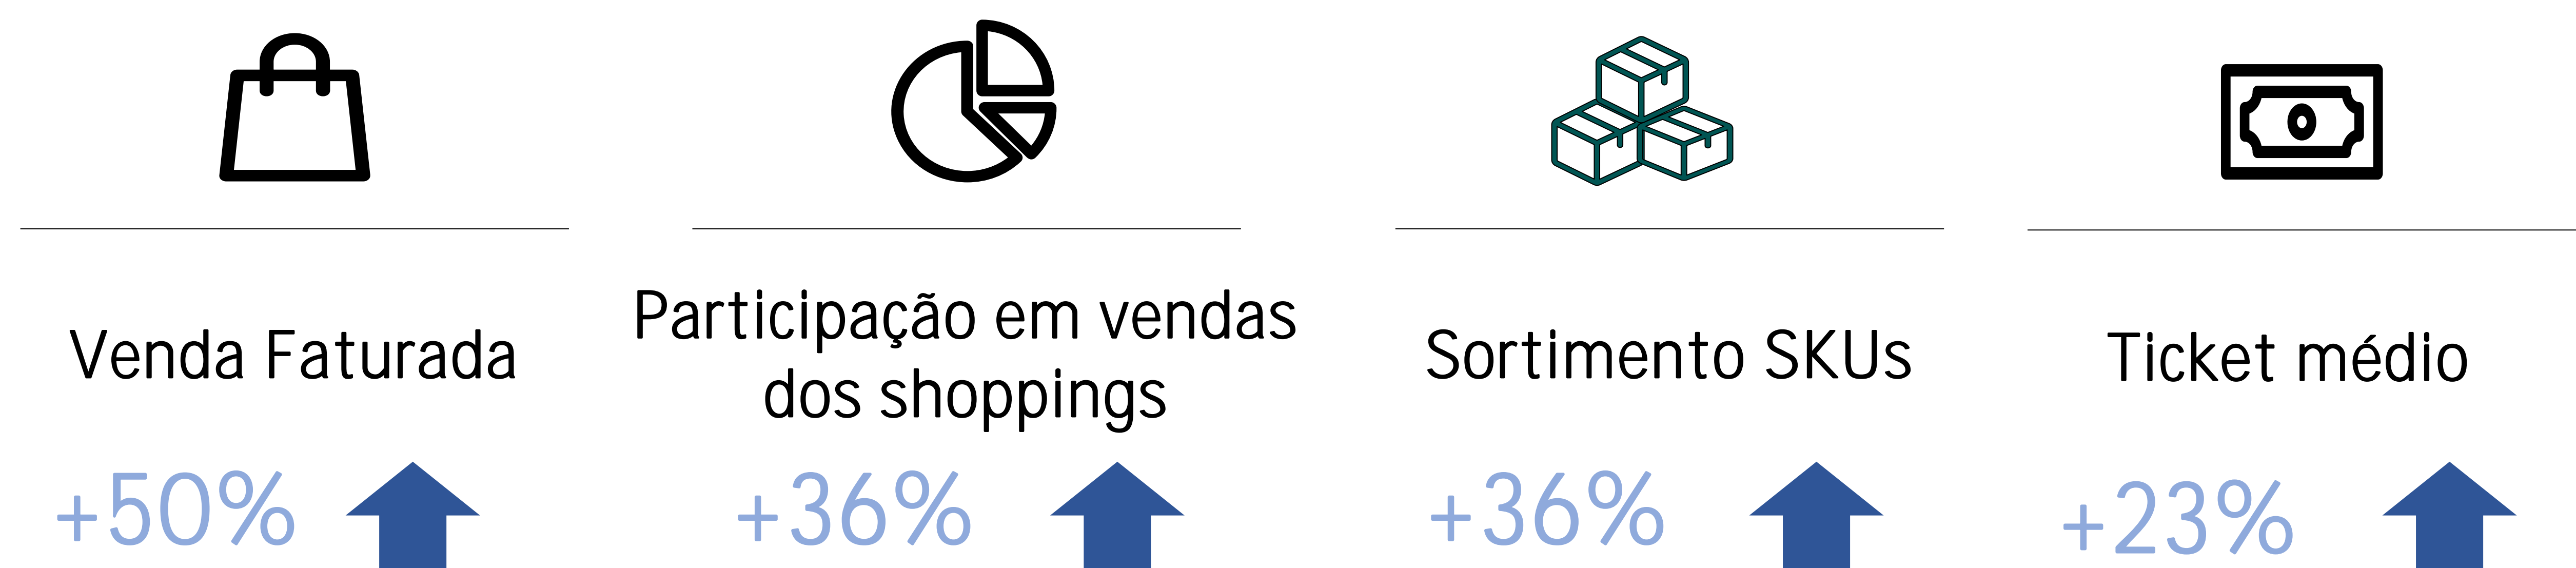 Venda Faturada
+50%
Participação em vendas
dos shoppings
+36%
Sortimento SKUs
+36%
Ticket médio
+23%